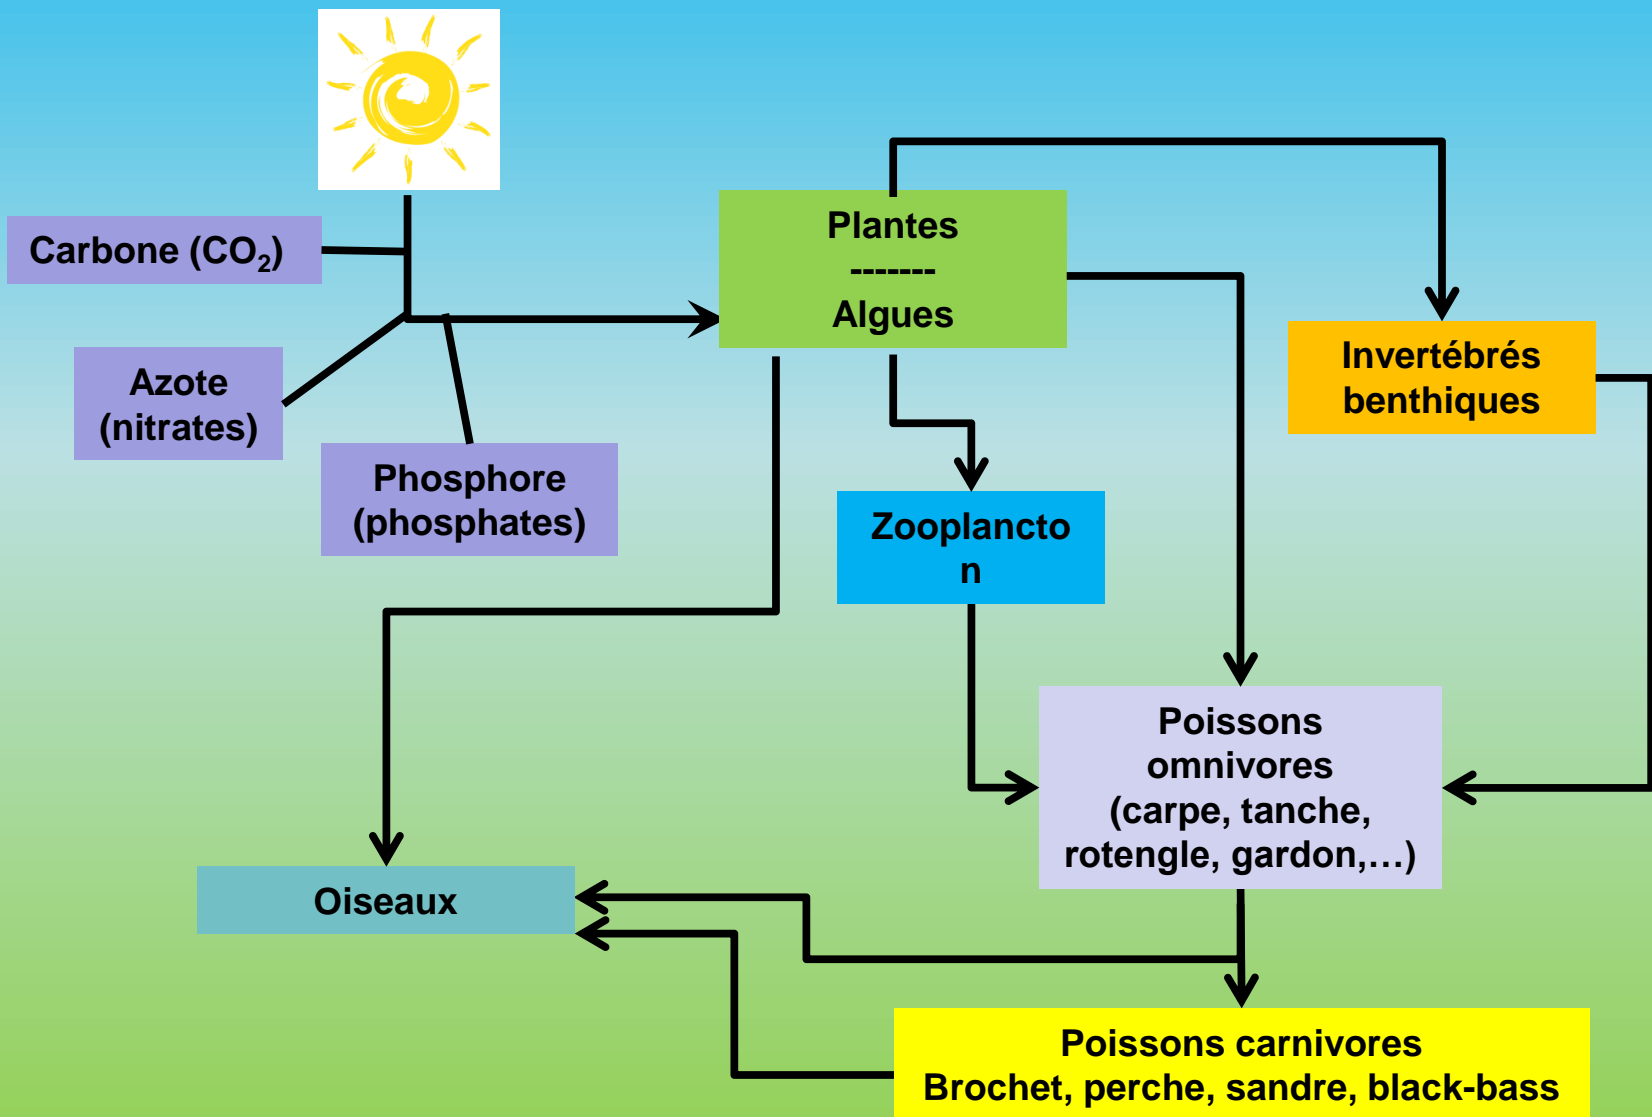 Carbone (CO₂)
Azote
(nitrates)
Phosphore
(phosphates)
Plantes
-------
Algues
Invertébrés
benthiques
Zooplancto
n
Poissons
omnivores
(carpe, tanche,
rotengle, gardon,…)
Oiseaux
Poissons carnivores
Brochet, perche, sandre, black-bass